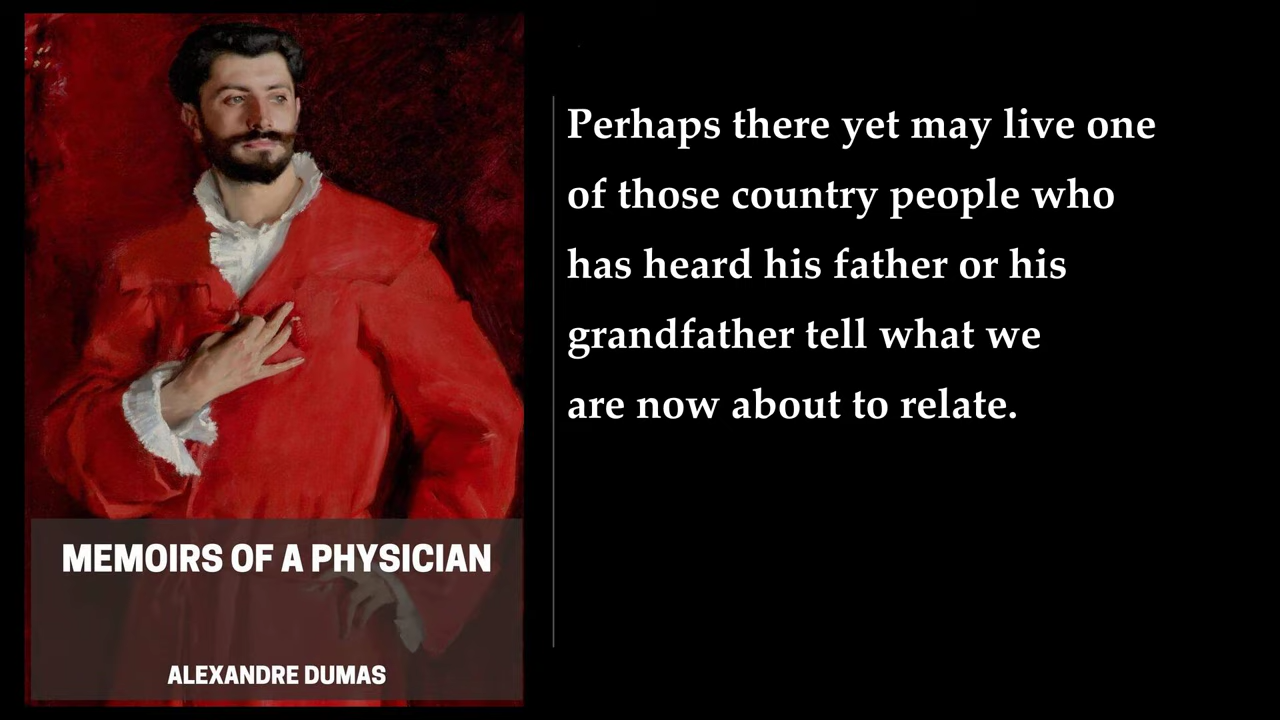 Perhaps there yet may live one
of those country people who
has heard his father or his
grandfather tell what we
are now about to relate.
MEMOIRS OF A PHYSICIAN
ALEXANDRE DUMAS